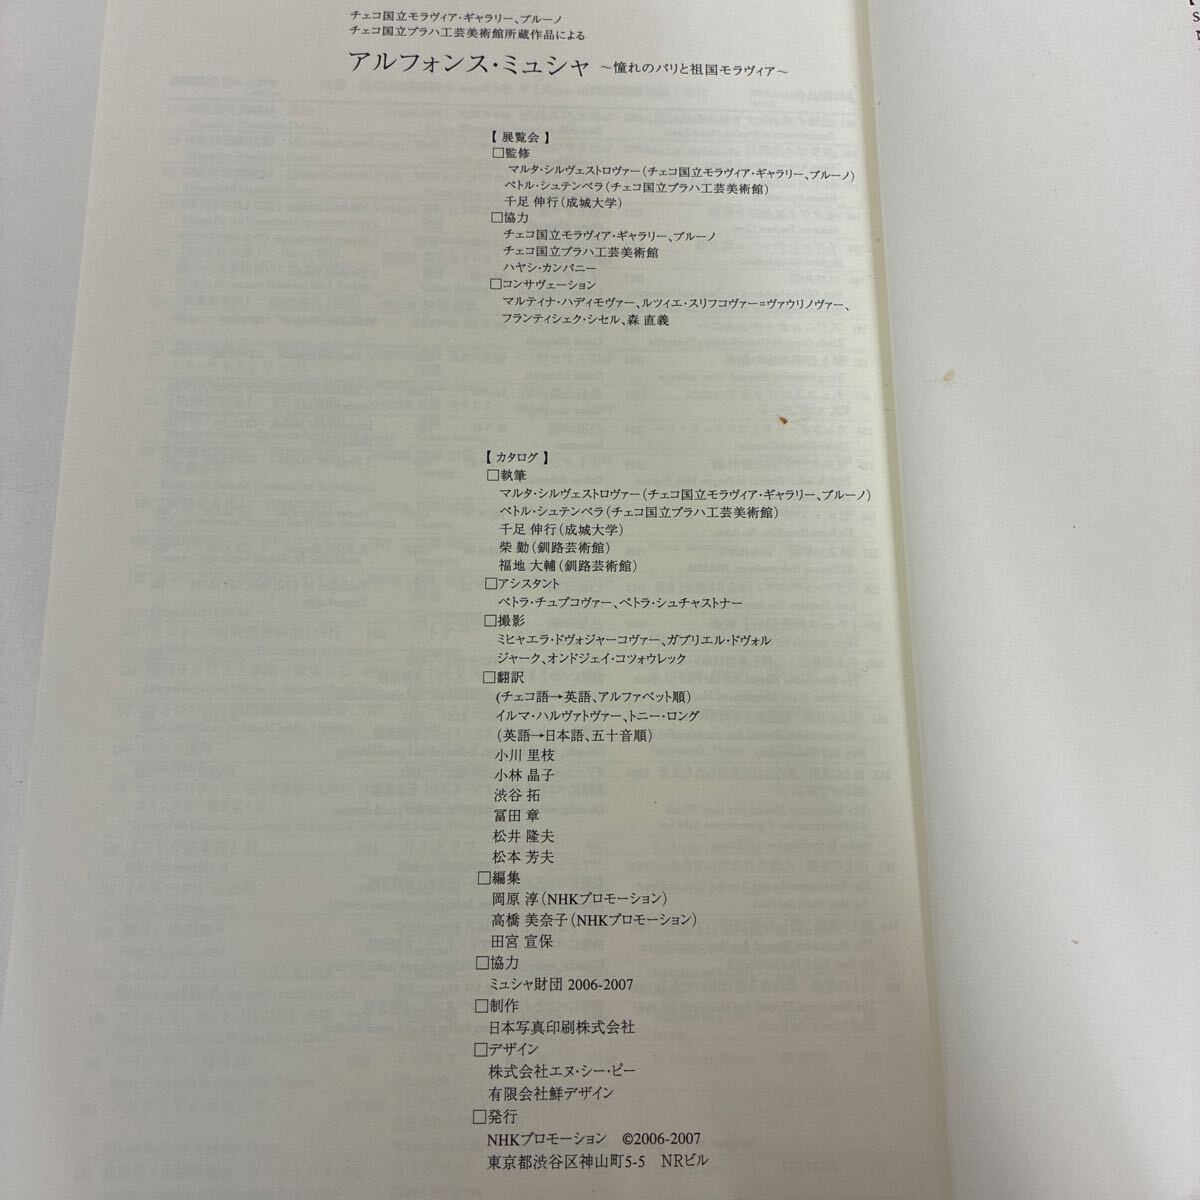 チェコ国立モラヴィア・ギャラリー、ブルーノ
チェコ国立プラハ工芸美術館所蔵作品による
アルフォンス・ミュシャ ～憧れのパリと祖国モラヴィア～
【 展覧会 】
□監修
マルタ・シルヴェストロヴァー（チェコ国立モラヴィア・ギャラリー、ブルーノ）
ペトル・シュテンベラ（チェコ国立プラハ工芸美術館）
千足 伸行（成城大学）
□協力
チェコ国立モラヴィア・ギャラリー、ブルーノ
チェコ国立プラハ工芸美術館
ハヤシ・カンパニー
□コンサヴェーション
マルティナ・ハディモヴァー、ルツィエ・スリフコヴァー=ヴァウリノヴァー、
フランティシェク・シセル、森 直義
【 カタログ 】
□執筆
マルタ・シルヴェストロヴァー（チェコ国立モラヴィア・ギャラリー、ブルーノ）
ペトル・シュテンベラ（チェコ国立プラハ工芸美術館）
千足 伸行（成城大学）
柴 勤（釧路芸術館）
福地 大輔（釧路芸術館）
□アシスタント
ペトラ・チュブコヴァー、ペトラ・シュチャストナー
□撮影
ミヒャエラ・ドヴォジャーコヴァー、ガブリエル・ドヴォル
ジャーク、オンドジェイ・コツォウレック
□翻訳
（チェコ語→英語、アルファベット順）
イルマ・ハルヴァトヴァー、トニー・ロング
（英語→日本語、五十音順）
小川 里枝
小林 晶子
渋谷 拓
冨田 章
松井 隆夫
松本 芳夫
□編集
岡原 淳（NHKプロモーション）
高橋 美奈子（NHKプロモーション）
田宮 宣保
□協力
ミュシャ財団 2006-2007
□制作
日本写真印刷株式会社
□デザイン
株式会社エヌ・シー・ピー
有限会社鮮デザイン
□発行
NHKプロモーション ©2006-2007
東京都渋谷区神山町5-5 NRビル